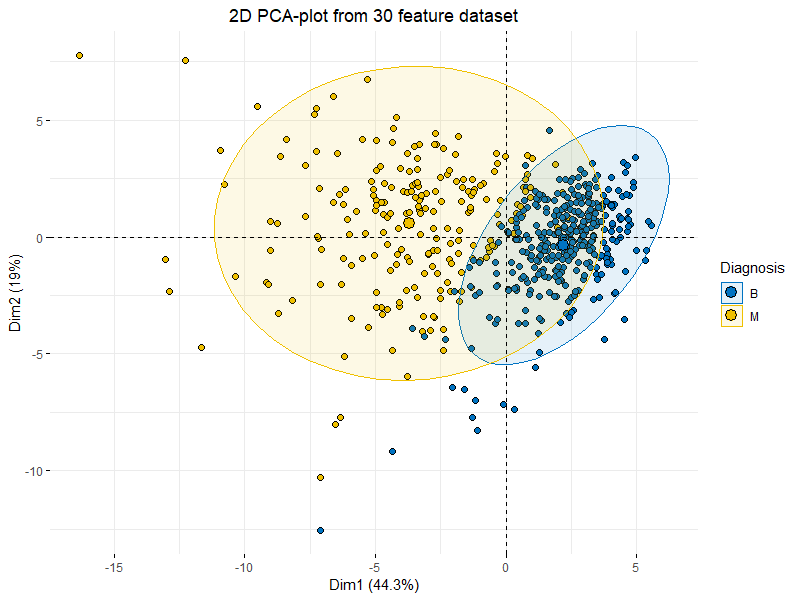 2D PCA-plot from 30 feature dataset
5
0
-5
-10
Dim2 (19%)
-15
-10
-5
0
5
Dim1 (44.3%)
Diagnosis
B
M